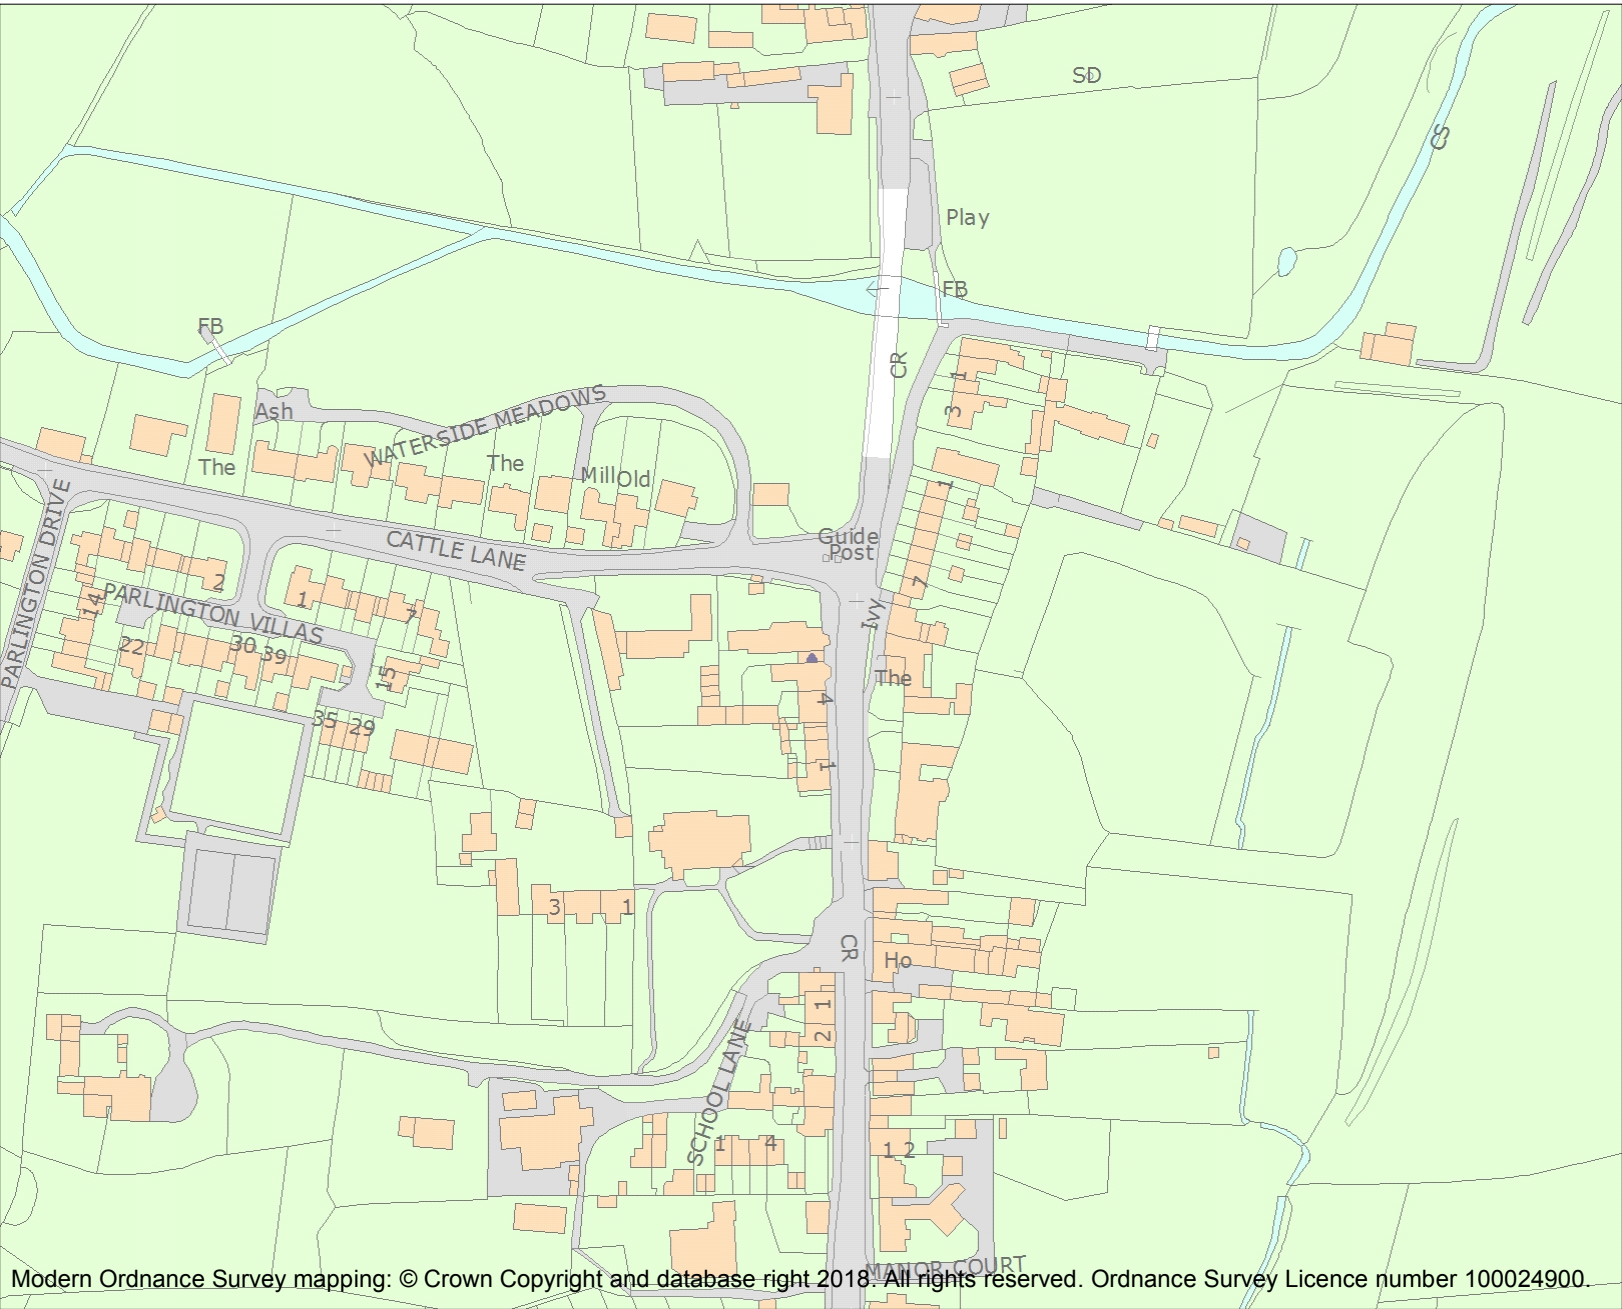 SD
CS
Play
FB
FB
CR
1
3
Ash
WATERSIDE MEADOWS
The
The
Mill Old
1
PARLINGTON DRIVE
CATTLE LANE
Guide
Post
7
2
1
14
PARLINGTON VILLAS
7
Ivy
22
30
39
15
The
4
35
29
1
3
1
CR
Ho
1
2
SCHOOL LANE
1
4
1 2
MANOR COURT
Modern Ordnance Survey mapping: © Crown Copyright and database right 2018. All rights reserved. Ordnance Survey Licence number 100024900.